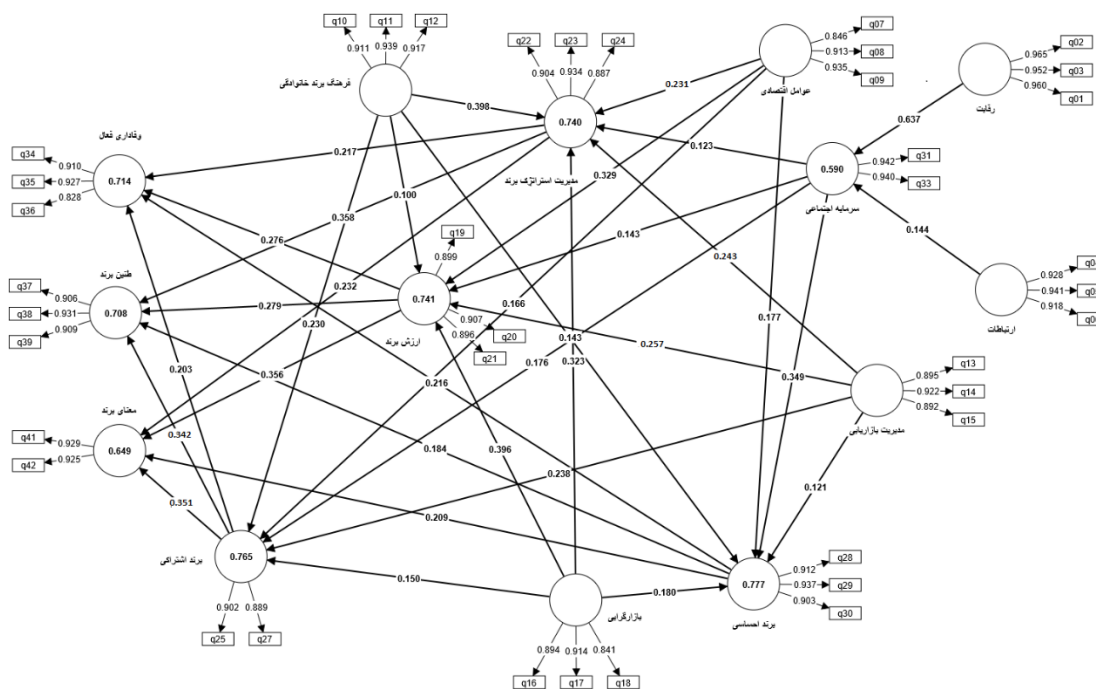 q10
q11
q12
0.911
0.939
0.917
فرهنگ برند خانوادگی
q22
q23
q24
0.904
0.934
0.887
0.740
مدیریت استراتژیک برند
q07
q08
q09
0.846
0.913
0.935
عوامل اقتصادی
q02
q03
q01
0.965
0.952
0.960
رقابت
0.398
0.231
0.637
0.123
وفاداری فعال
q34
q35
q36
0.910
0.927
0.828
0.714
0.217
0.590
q31
q33
0.942
0.940
سرمایه اجتماعی
0.329
0.100
0.358
0.276
q19
0.899
0.143
0.144
0.243
طنین برند
q37
q38
q39
0.906
0.931
0.909
0.708
0.232
0.279
0.741
0.907
0.896
q20
q21
ارزش برند
0.230
0.166
0.177
0.928
0.941
0.918
ارتباطات
0.143
0.323
0.257
0.176
0.356
0.349
0.203
0.216
q13
q14
q15
0.895
0.922
0.892
مدیریت بازاریابی
معنای برند
q41
q42
0.929
0.925
0.649
0.342
0.396
0.184
0.238
0.121
0.351
0.209
برند اشتراکی
0.765
0.902
0.889
q25
q27
0.150
0.180
بازارگرایی
0.894
0.914
0.841
q16
q17
q18
0.777
برند احساسی
0.912
0.937
0.903
q28
q29
q30